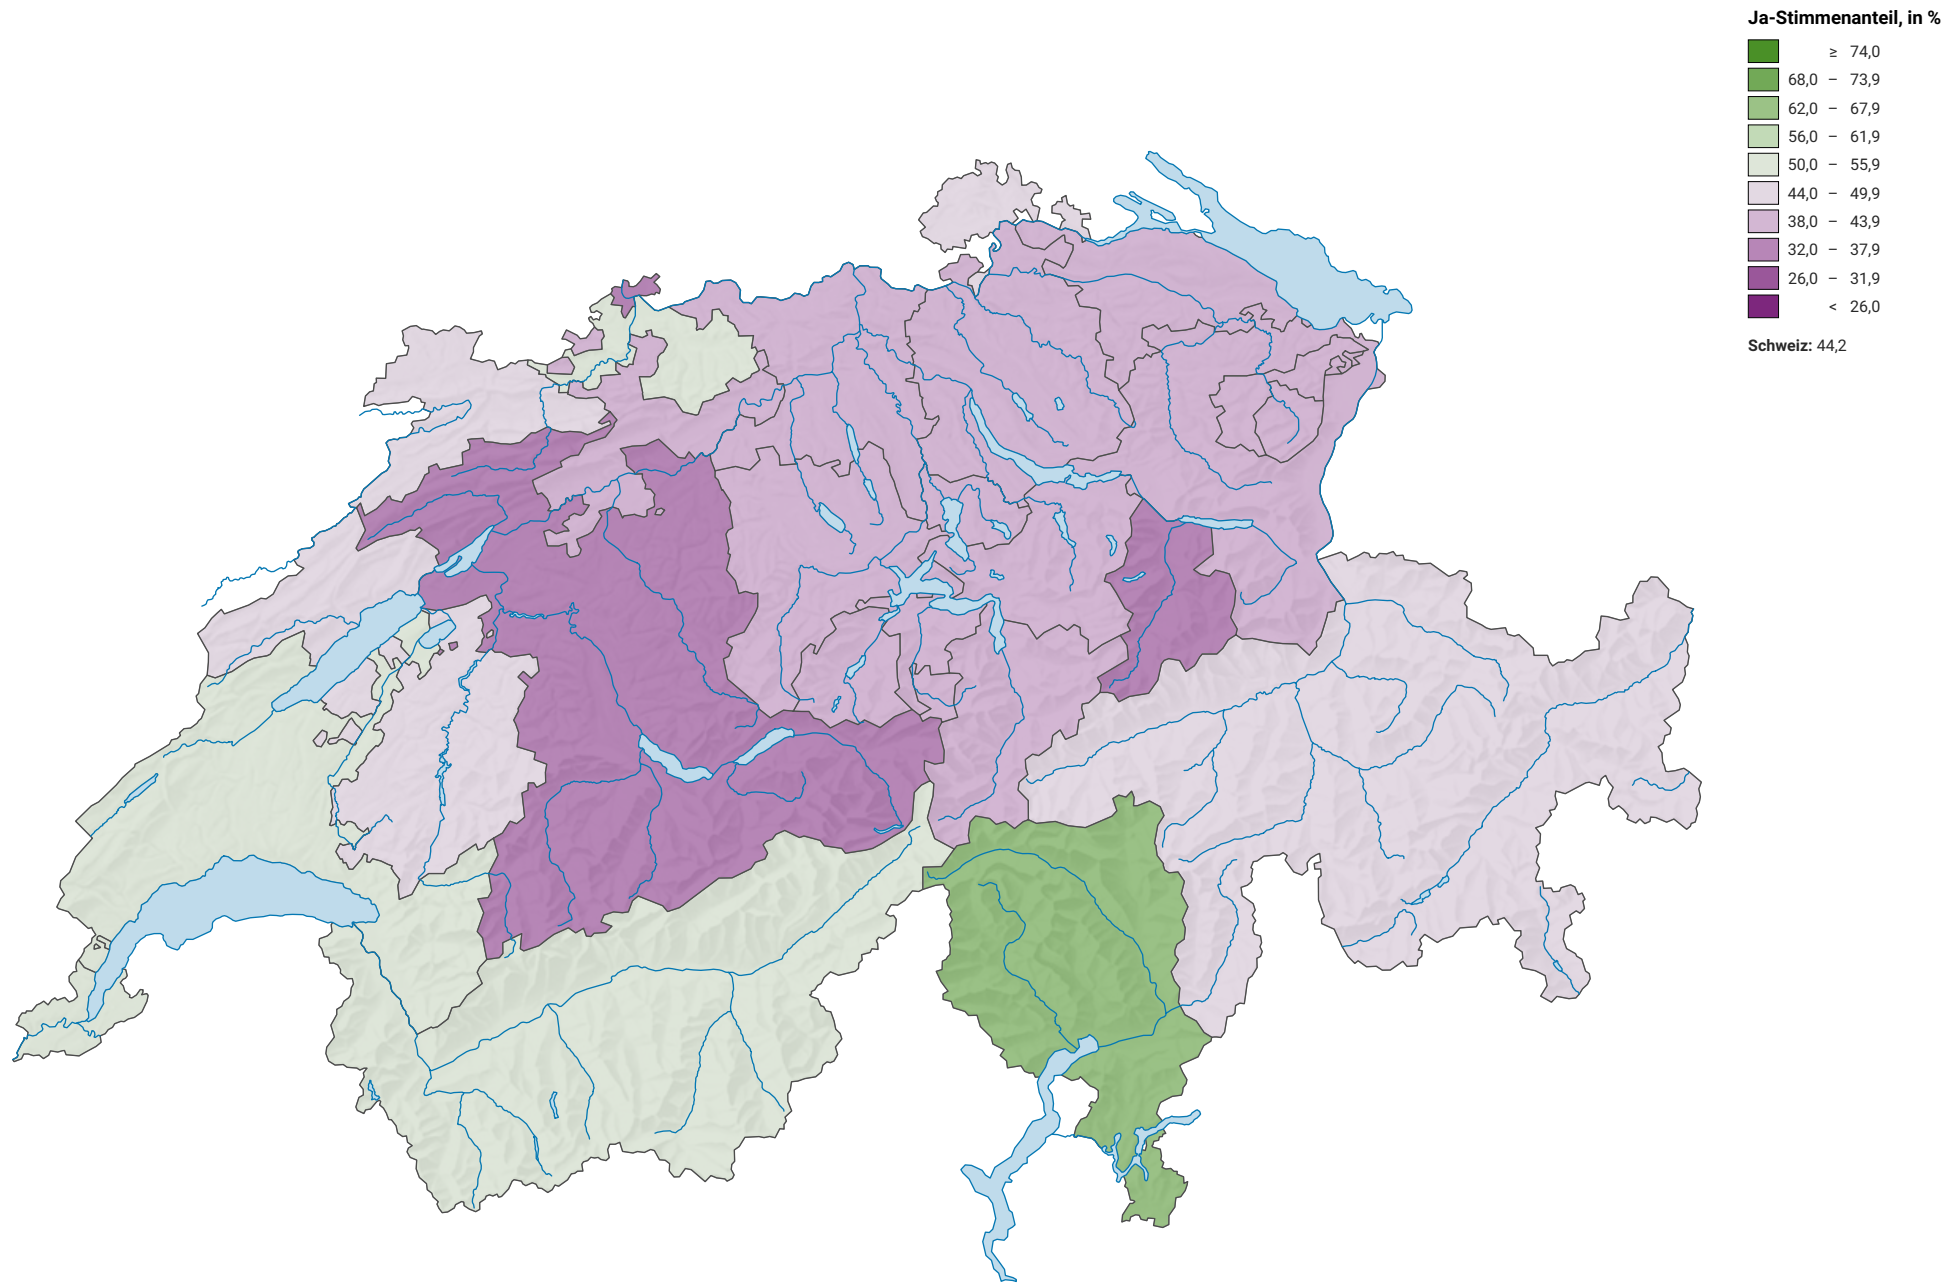 Ja-Stimmenanteil, in %
≥ 74,0
68,0 – 73,9
62,0 – 67,9
56,0 – 61,9
50,0 – 55,9
44,0 – 49,9
38,0 – 43,9
32,0 – 37,9
26,0 – 31,9
< 26,0
Schweiz: 44,2